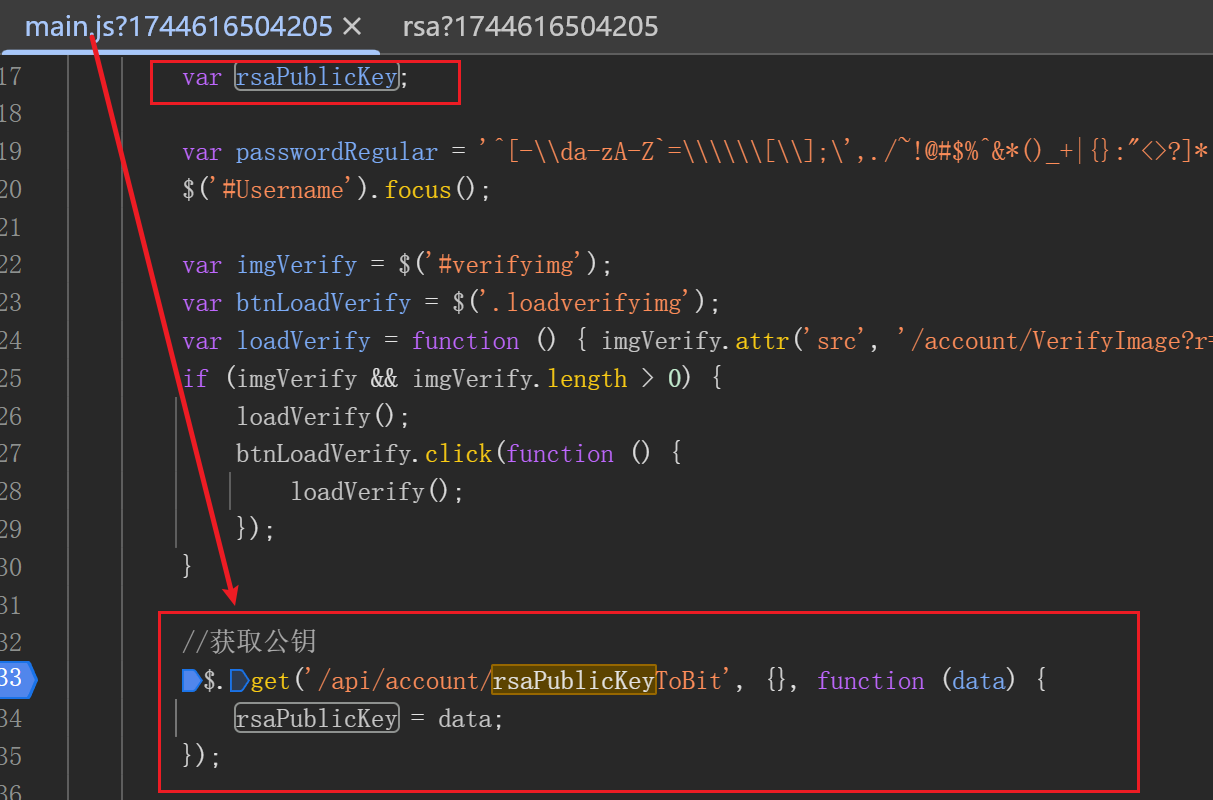 main.js?1744616504205 × rsa?1744616504205
17 var rsaPublicKey;
18
19 var passwordRegular = '^[-\\da-zA-Z`=\\\\\\[\\];\',./~!@#$%^&*()_+|{}:"<>?]*
20 $('#Username').focus();
21
22 var imgVerify = $('#verifyimg');
23 var btnLoadVerify = $('.loadverifyimg');
24 var loadVerify = function () { imgVerify.attr('src', '/account/VerifyImage?r=
25 if (imgVerify && imgVerify.length > 0) {
26 loadVerify();
27 btnLoadVerify.click(function () {
28 loadVerify();
29 });
30 }
31
32 //获取公钥
33 $.get('/api/account/rsaPublicKeyToBit', {}, function (data) {
34 rsaPublicKey = data;
35 });
36